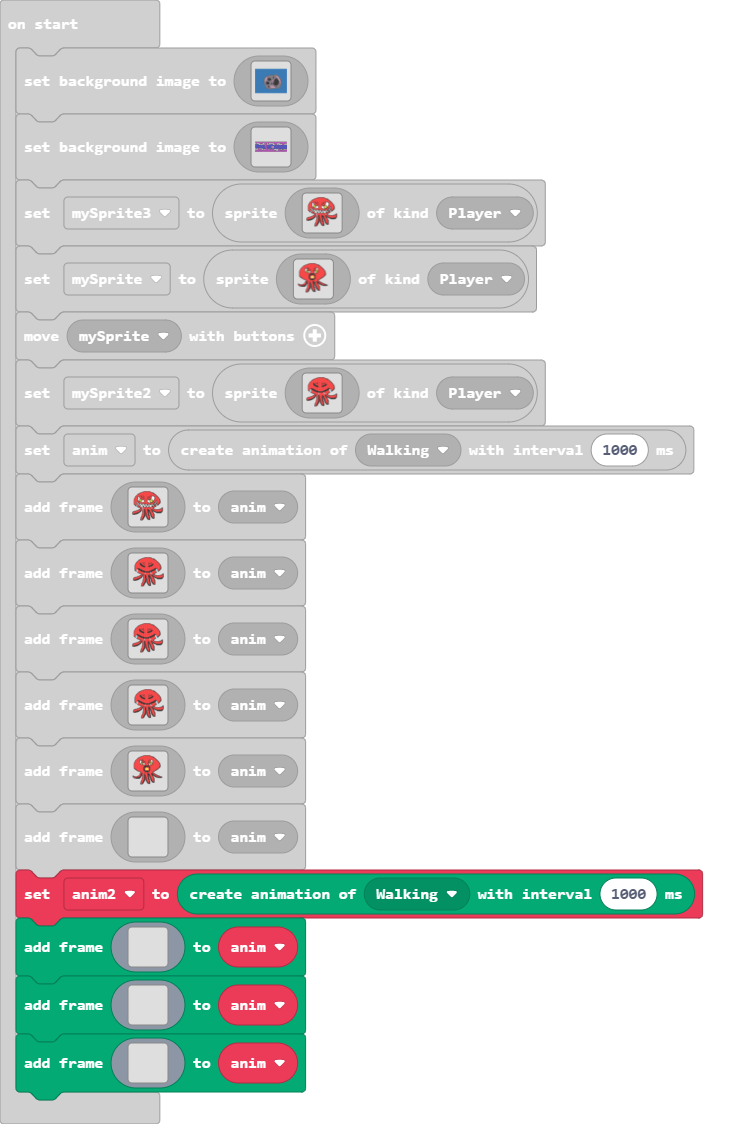 on start
set background image to
set background image to
set mySprite3 to sprite of kind Player
set mySprite to sprite of kind Player
move mySprite with buttons
set mySprite2 to sprite of kind Player
set anim to create animation of Walking with interval 1000 ms
add frame to anim
add frame to anim
add frame to anim
add frame to anim
add frame to anim
add frame to anim
set anim2 to create animation of Walking with interval 1000 ms
add frame to anim
add frame to anim
add frame to anim